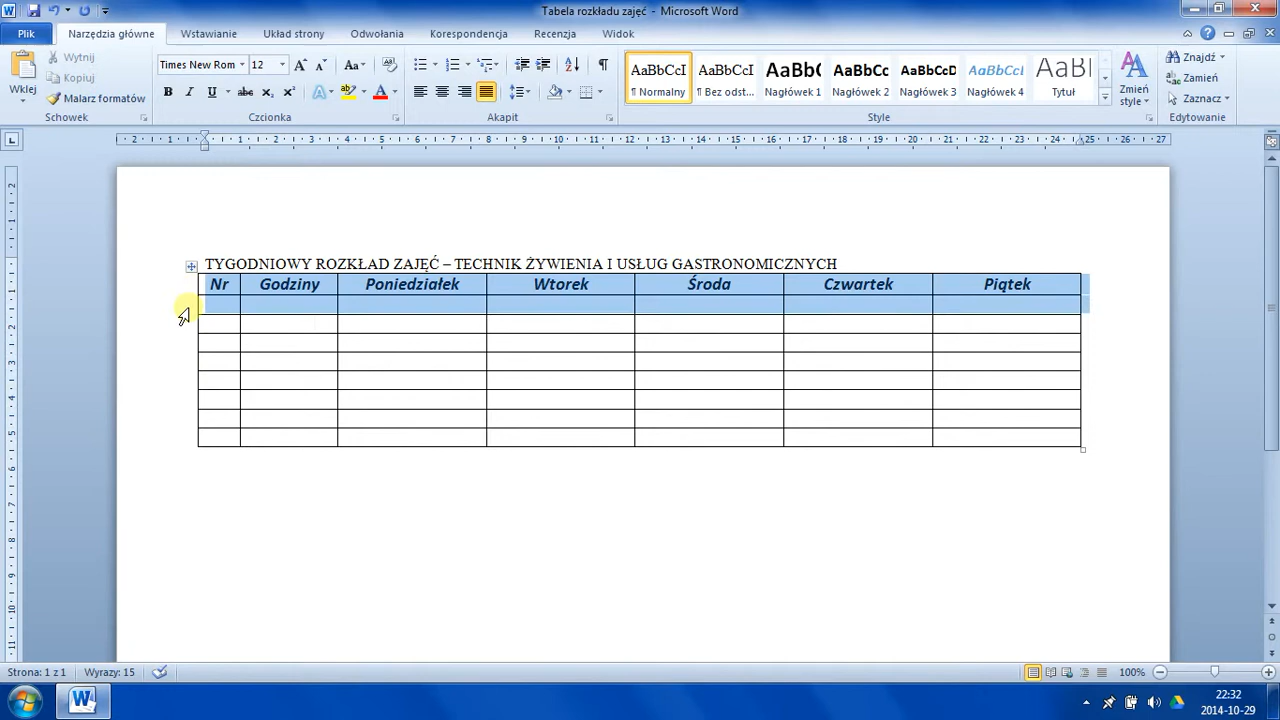 Tabela rozkładu zajęć - Microsoft Word
Plik Narzędzia główne Wstawianie Układ strony Odwołania Korespondencja Recenzja Widok
Wklej
Wytnij
Kopiuj
Malarz formatów
Schowek
Times New Rom 12
Czcionka
Akapit
AaBbCcI AaBbCcI AaBbC AaBbCc AaBbCcD AaBbCcI AaBl
¶ Normalny ¶ Bez odst... Nagłówek 1 Nagłówek 2 Nagłówek 3 Nagłówek 4 Tytuł
Style
Zmień style
Znajdź
Zamień
Zaznacz
Edytowanie
TYGODNIOWY ROZKŁAD ZAJĘĆ – TECHNIK ŻYWIENIA I USŁUG GASTRONOMICZNYCH
Nr Godziny Poniedziałek Wtorek Środa Czwartek Piątek
Strona: 1 z 1 Wyrazy: 15 100%
22:32
2014-10-29